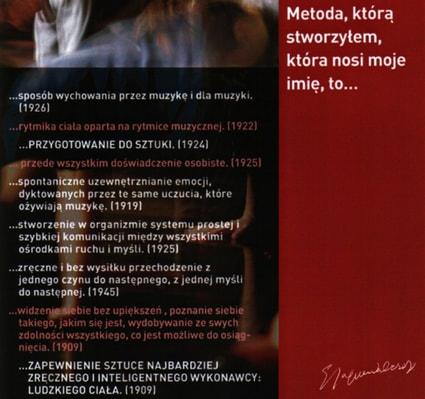 Metoda, którą
stworzyłem,
która nosi moje
imię, to...
...sposób wychowania przez muzykę i dla muzyki.
(1926)
...rytmika ciała oparta na rytmice muzycznej. (1922)
...PRZYGOTOWANIE DO SZTUKI. (1924)
... przede wszystkim doświadczenie osobiste. (1925)
...spontaniczne uzewnętrznianie emocji,
dyktowanych przez te same uczucia, które
ożywiają muzykę. (1919)
...stworzenie w organizmie systemu prostej i
szybkiej komunikacji między wszystkimi
ośrodkami ruchu i myśli. (1925)
...zręczne i bez wysiłku przechodzenie z
jednego czynu do następnego, z jednej myśli
do następnej. (1945)
...widzenie siebie bez upiększeń , poznanie siebie
takiego, jakim się jest, wydobywanie ze swych
zdolności wszystkiego, co jest możliwe do osiąg-
nięcia. (1909)
...ZAPEWNIENIE SZTUCE NAJBARDZIEJ
ZRĘCZNEGO I INTELIGENTNEGO WYKONAWCY:
LUDZKIEGO CIAŁA. (1909)